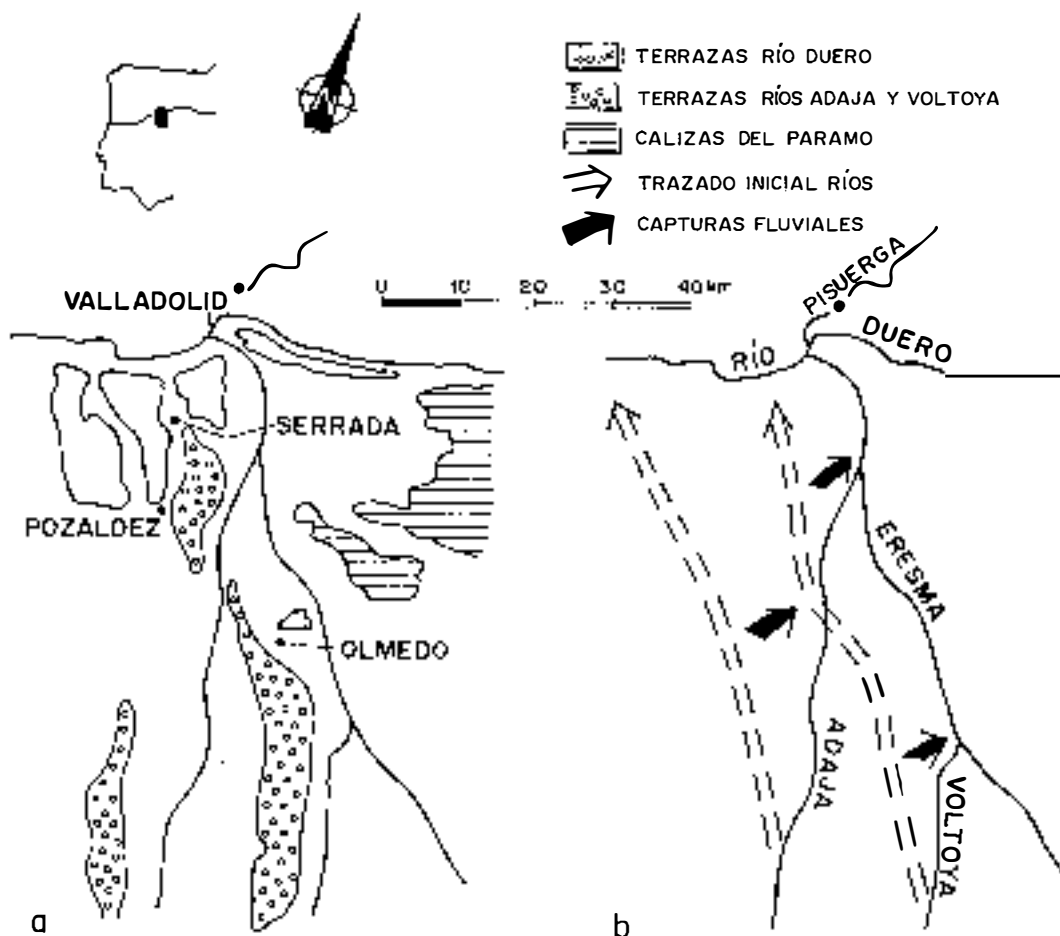 TERRAZAS RÍO DUERO
TERRAZAS RÍOS ADAJA Y VOLTOYA
CALIZAS DEL PARAMO
TRAZADO INICIAL RÍOS
CAPTURAS FLUVIALES
VALLADOLID
0 10 20 30 40 km
PISUERGA
RÍO DUERO
SERRADA
POZALDEZ
OLMEDO
ERESMA
ADAJA
VOLTOYA
a
b